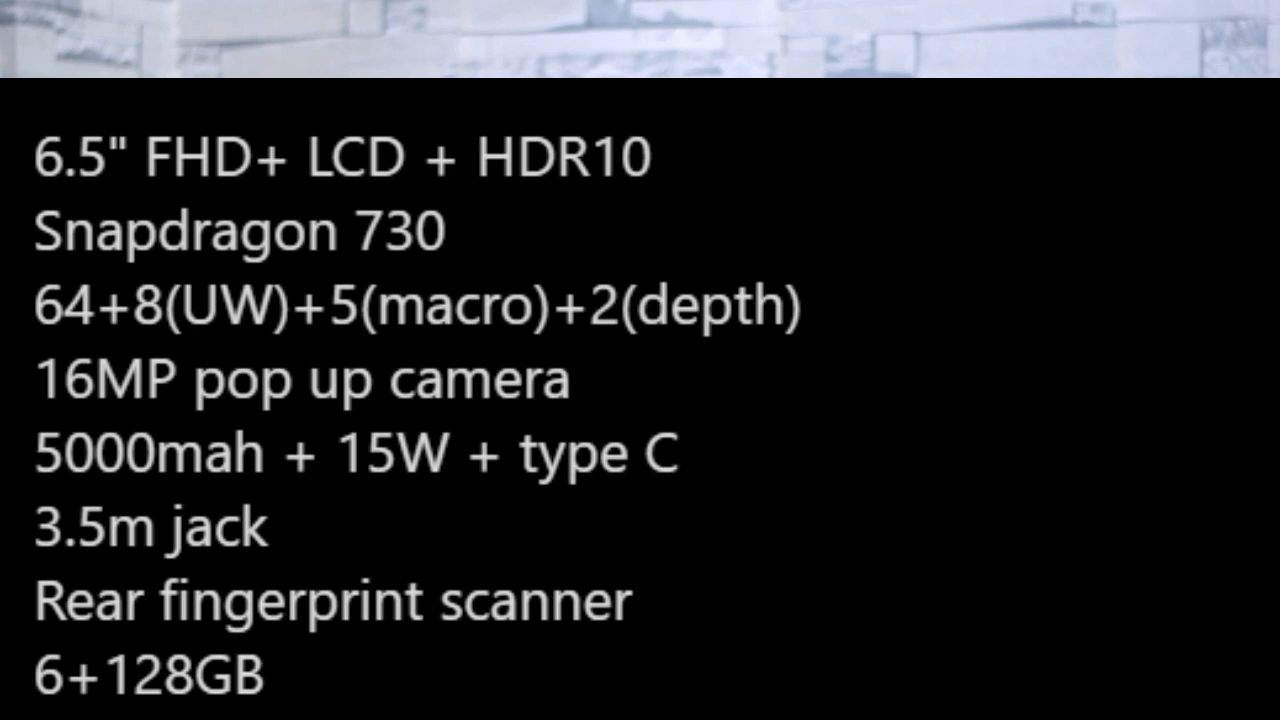 6.5" FHD+ LCD + HDR10
Snapdragon 730
64+8(UW)+5(macro)+2(depth)
16MP pop up camera
5000mah + 15W + type C
3.5m jack
Rear fingerprint scanner
6+128GB